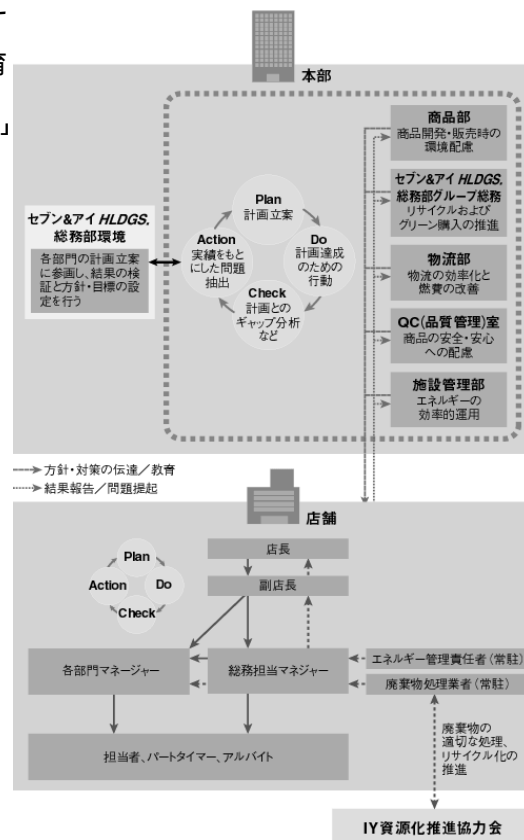 育
」
本部
商品部
商品開発・販売時の
環境配慮
セブン&アイ HLDGS.
総務部グループ総務
リサイクルおよび
グリーン購入の推進
物流部
物流の効率化と
燃費の改善
QC(品質管理)室
商品の安全・安心
への配慮
施設管理部
エネルギーの
効率的運用
Plan
計画立案
Do
計画達成
のための
行動
Check
計画との
ギャップ分析
など
Action
実績をもと
にした問題
抽出
セブン&アイ HLDGS.
総務部環境
各部門の計画立案
に参画し、結果の検
証と方針・目標の設
定を行う
方針・対策の伝達/教育
結果報告/問題提起
店舗
Plan
Do
Check
Action
店長
副店長
各部門マネージャー
総務担当マネジャー
エネルギー管理責任者(常駐)
廃棄物処理業者(常駐)
担当者、パートタイマー、アルバイト
廃棄物の
適切な処理、
リサイクル化の
推進
IY資源化推進協力会